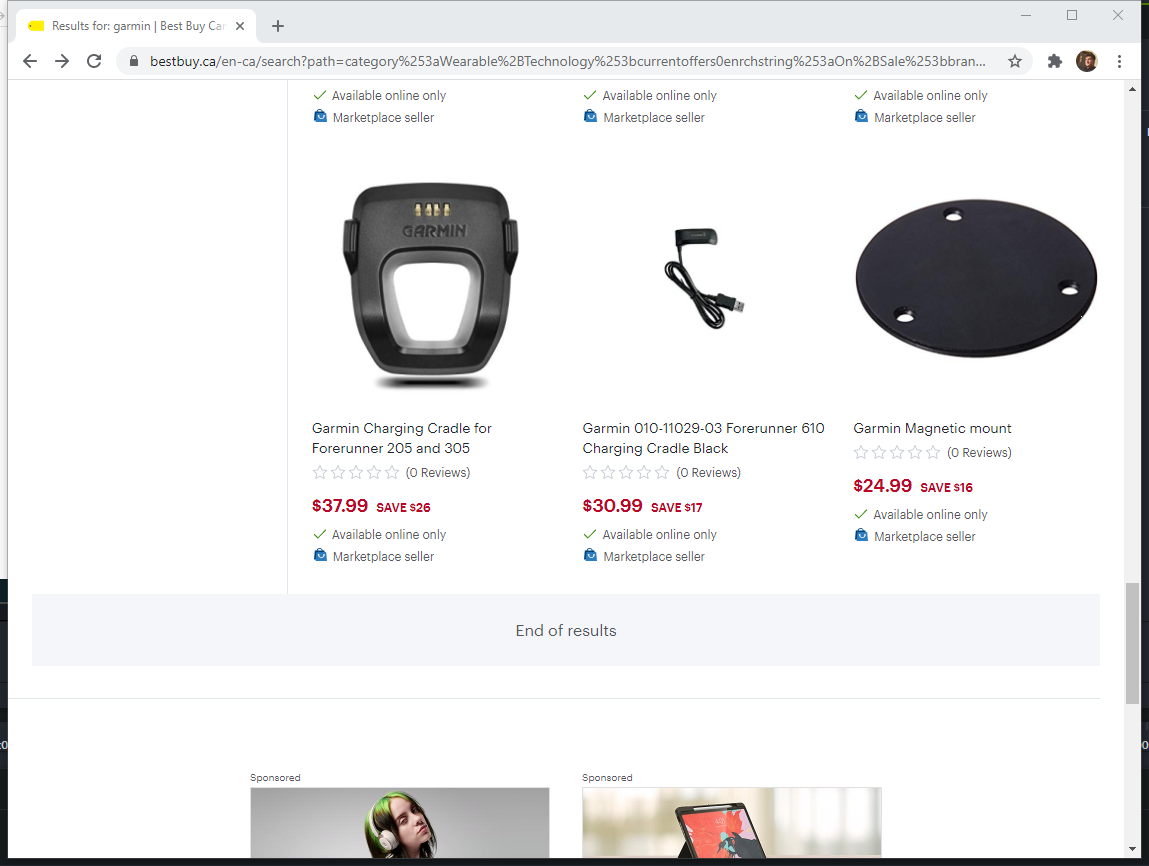 Results for: garmin | Best Buy Can
bestbuy.ca/en-ca/search?path=category%253aWearable%2BTechnology%253bcurrentoffers0enrchstring%253aOn%2BSale%253bbran...
Available online only
Marketplace seller
Available online only
Marketplace seller
Available online only
Marketplace seller
GARMIN
Garmin Charging Cradle for
Forerunner 205 and 305
(0 Reviews)
$37.99 SAVE $26
Available online only
Marketplace seller
Garmin 010-11029-03 Forerunner 610
Charging Cradle Black
(0 Reviews)
$30.99 SAVE $17
Available online only
Marketplace seller
Garmin Magnetic mount
(0 Reviews)
$24.99 SAVE $16
Available online only
Marketplace seller
End of results
Sponsored
Sponsored